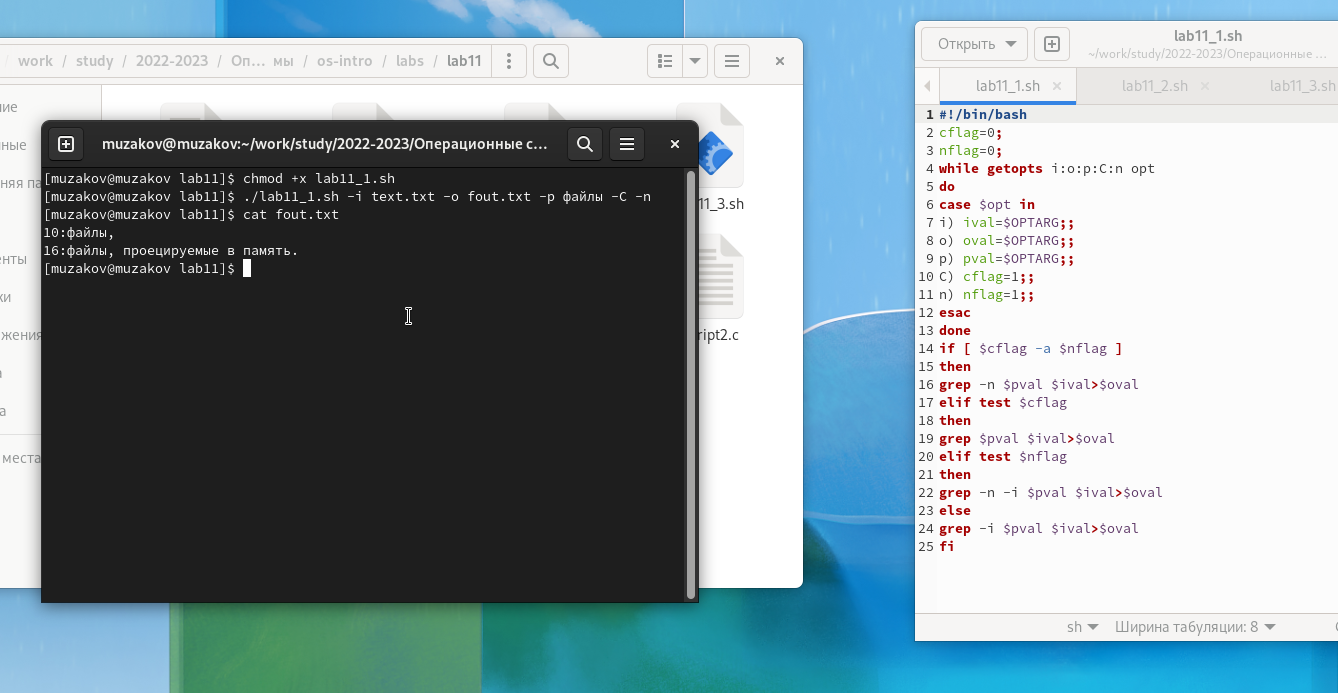 work / study / 2022-2023 / Оп… мы / os-intro / labs / lab11
ние
нные
няя па
енты
ки
жения
а
а
места
11_3.sh
ript2.c
muzakov@muzakov:~/work/study/2022-2023/Операционные с…
[muzakov@muzakov lab11]$ chmod +x lab11_1.sh
[muzakov@muzakov lab11]$ ./lab11_1.sh -i text.txt -o fout.txt -p файлы -C -n
[muzakov@muzakov lab11]$ cat fout.txt
10:файлы,
16:файлы, проецируемые в память.
[muzakov@muzakov lab11]$
Открыть
lab11_1.sh
~/work/study/2022-2023/Операционные …
lab11_1.sh × lab11_2.sh × lab11_3.sh
1 #!/bin/bash
2 cflag=0;
3 nflag=0;
4 while getopts i:o:p:C:n opt
5 do
6 case $opt in
7 i) ival=$OPTARG;;
8 o) oval=$OPTARG;;
9 p) pval=$OPTARG;;
10 C) cflag=1;;
11 n) nflag=1;;
12 esac
13 done
14 if [ $cflag -a $nflag ]
15 then
16 grep -n $pval $ival>$oval
17 elif test $cflag
18 then
19 grep $pval $ival>$oval
20 elif test $nflag
21 then
22 grep -n -i $pval $ival>$oval
23 else
24 grep -i $pval $ival>$oval
25 fi
sh Ширина табуляции: 8